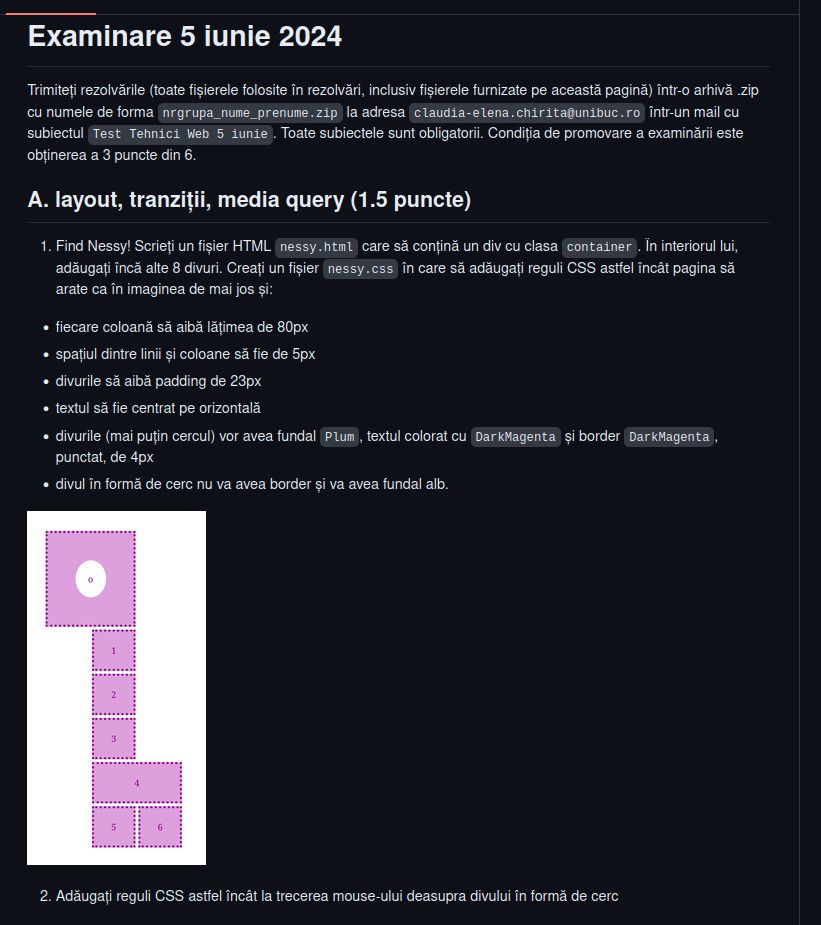 Examinare 5 iunie 2024
Trimiteți rezolvările (toate fișierele folosite în rezolvări, inclusiv fișierele furnizate pe această pagină) într-o arhivă .zip
cu numele de forma nrgrupa_nume_prenume.zip la adresa claudia-elena.chirita@unibuc.ro într-un mail cu
subiectul Test Tehnici Web 5 iunie. Toate subiectele sunt obligatorii. Condiția de promovare a examinării este
obținerea a 3 puncte din 6.
A. layout, tranziții, media query (1.5 puncte)
1. Find Nessy! Scrieți un fișier HTML nessy.html care să conțină un div cu clasa container. În interiorul lui,
adăugați încă alte 8 divuri. Creați un fișier nessy.css în care să adăugați reguli CSS astfel încât pagina să
arate ca în imaginea de mai jos și:
• fiecare coloană să aibă lățimea de 80px
• spațiul dintre linii și coloane să fie de 5px
• divurile să aibă padding de 23px
• textul să fie centrat pe orizontală
• divurile (mai puțin cercul) vor avea fundal Plum, textul colorat cu DarkMagenta și border DarkMagenta,
punctat, de 4px
• divul în formă de cerc nu va avea border și va avea fundal alb.
o
1
2
3
4
5 6
2. Adăugați reguli CSS astfel încât la trecerea mouse-ului deasupra divului în formă de cerc